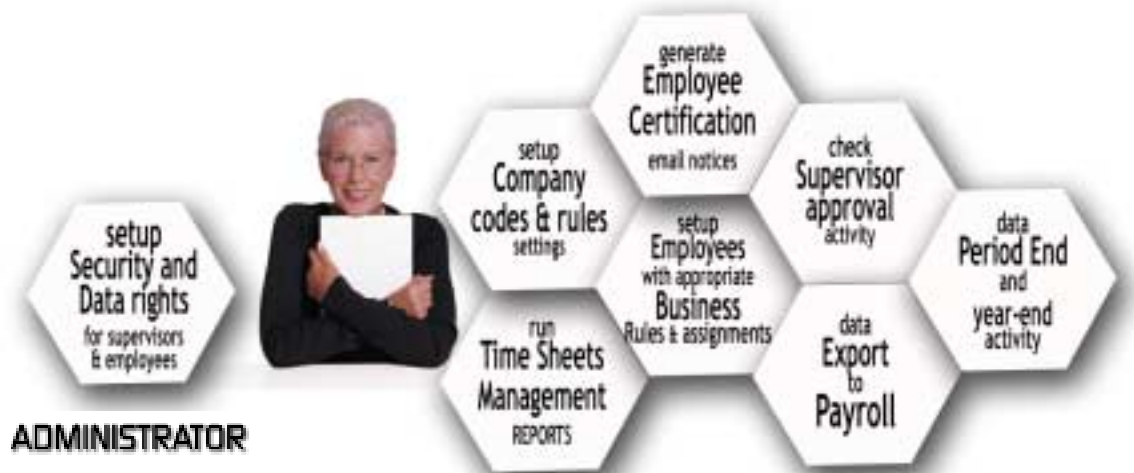 setup
Security and
Data rights
for supervisors
& employees
ADMINISTRATOR
setup
Company
codes & rules
settings
run
Time Sheets
Management
REPORTS
generate
Employee
Certification
email notices
setup
Employees
with appropriate
Business
Rules & assignments
check
Supervisor
approval
activity
data
Export
to
Payroll
data
Period End
and
year-end
activity